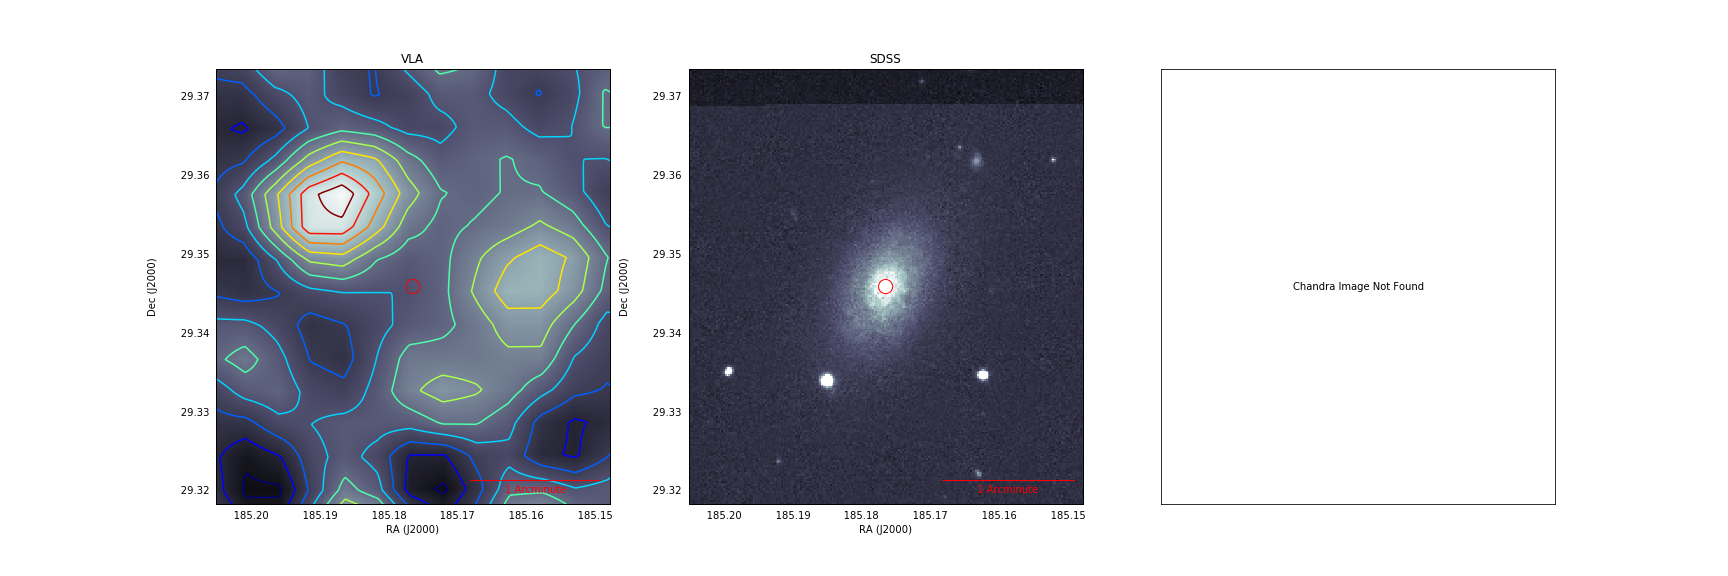 VLA
29.37
29.36
29.35
29.34
29.33
29.32
Dec (J2000)
185.20 185.19 185.18 185.17 185.16 185.15
RA (J2000)
1 Arcminute
SDSS
29.37
29.36
29.35
29.34
29.33
29.32
Dec (J2000)
185.20 185.19 185.18 185.17 185.16 185.15
RA (J2000)
1 Arcminute
Chandra Image Not Found